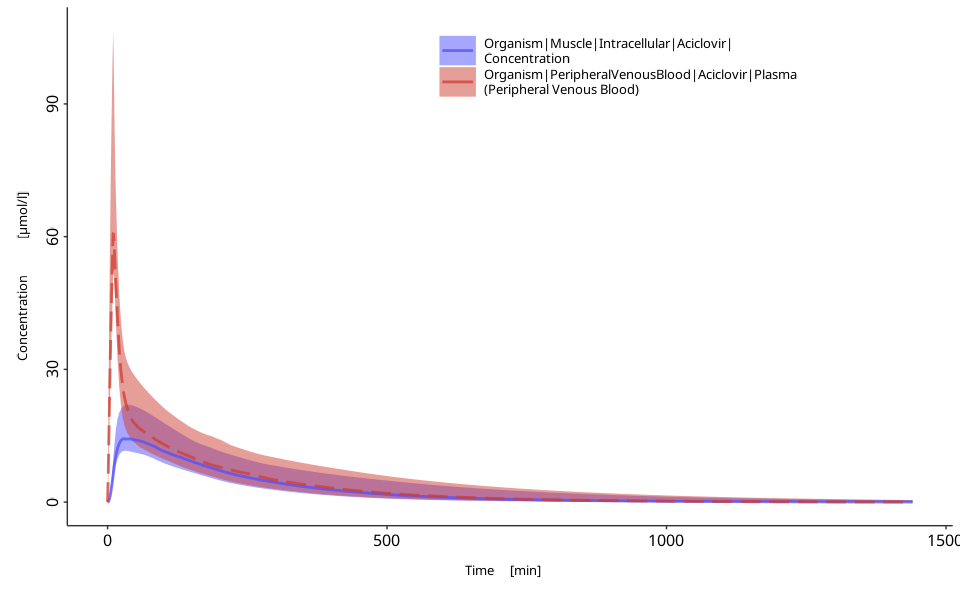 Organism|Muscle|Intracellular|Aciclovir|
Concentration
Organism|PeripheralVenousBlood|Aciclovir|Plasma
(Peripheral Venous Blood)
90
60
30
0
Concentration [µmol/l]
0 500 1000 1500
Time [min]